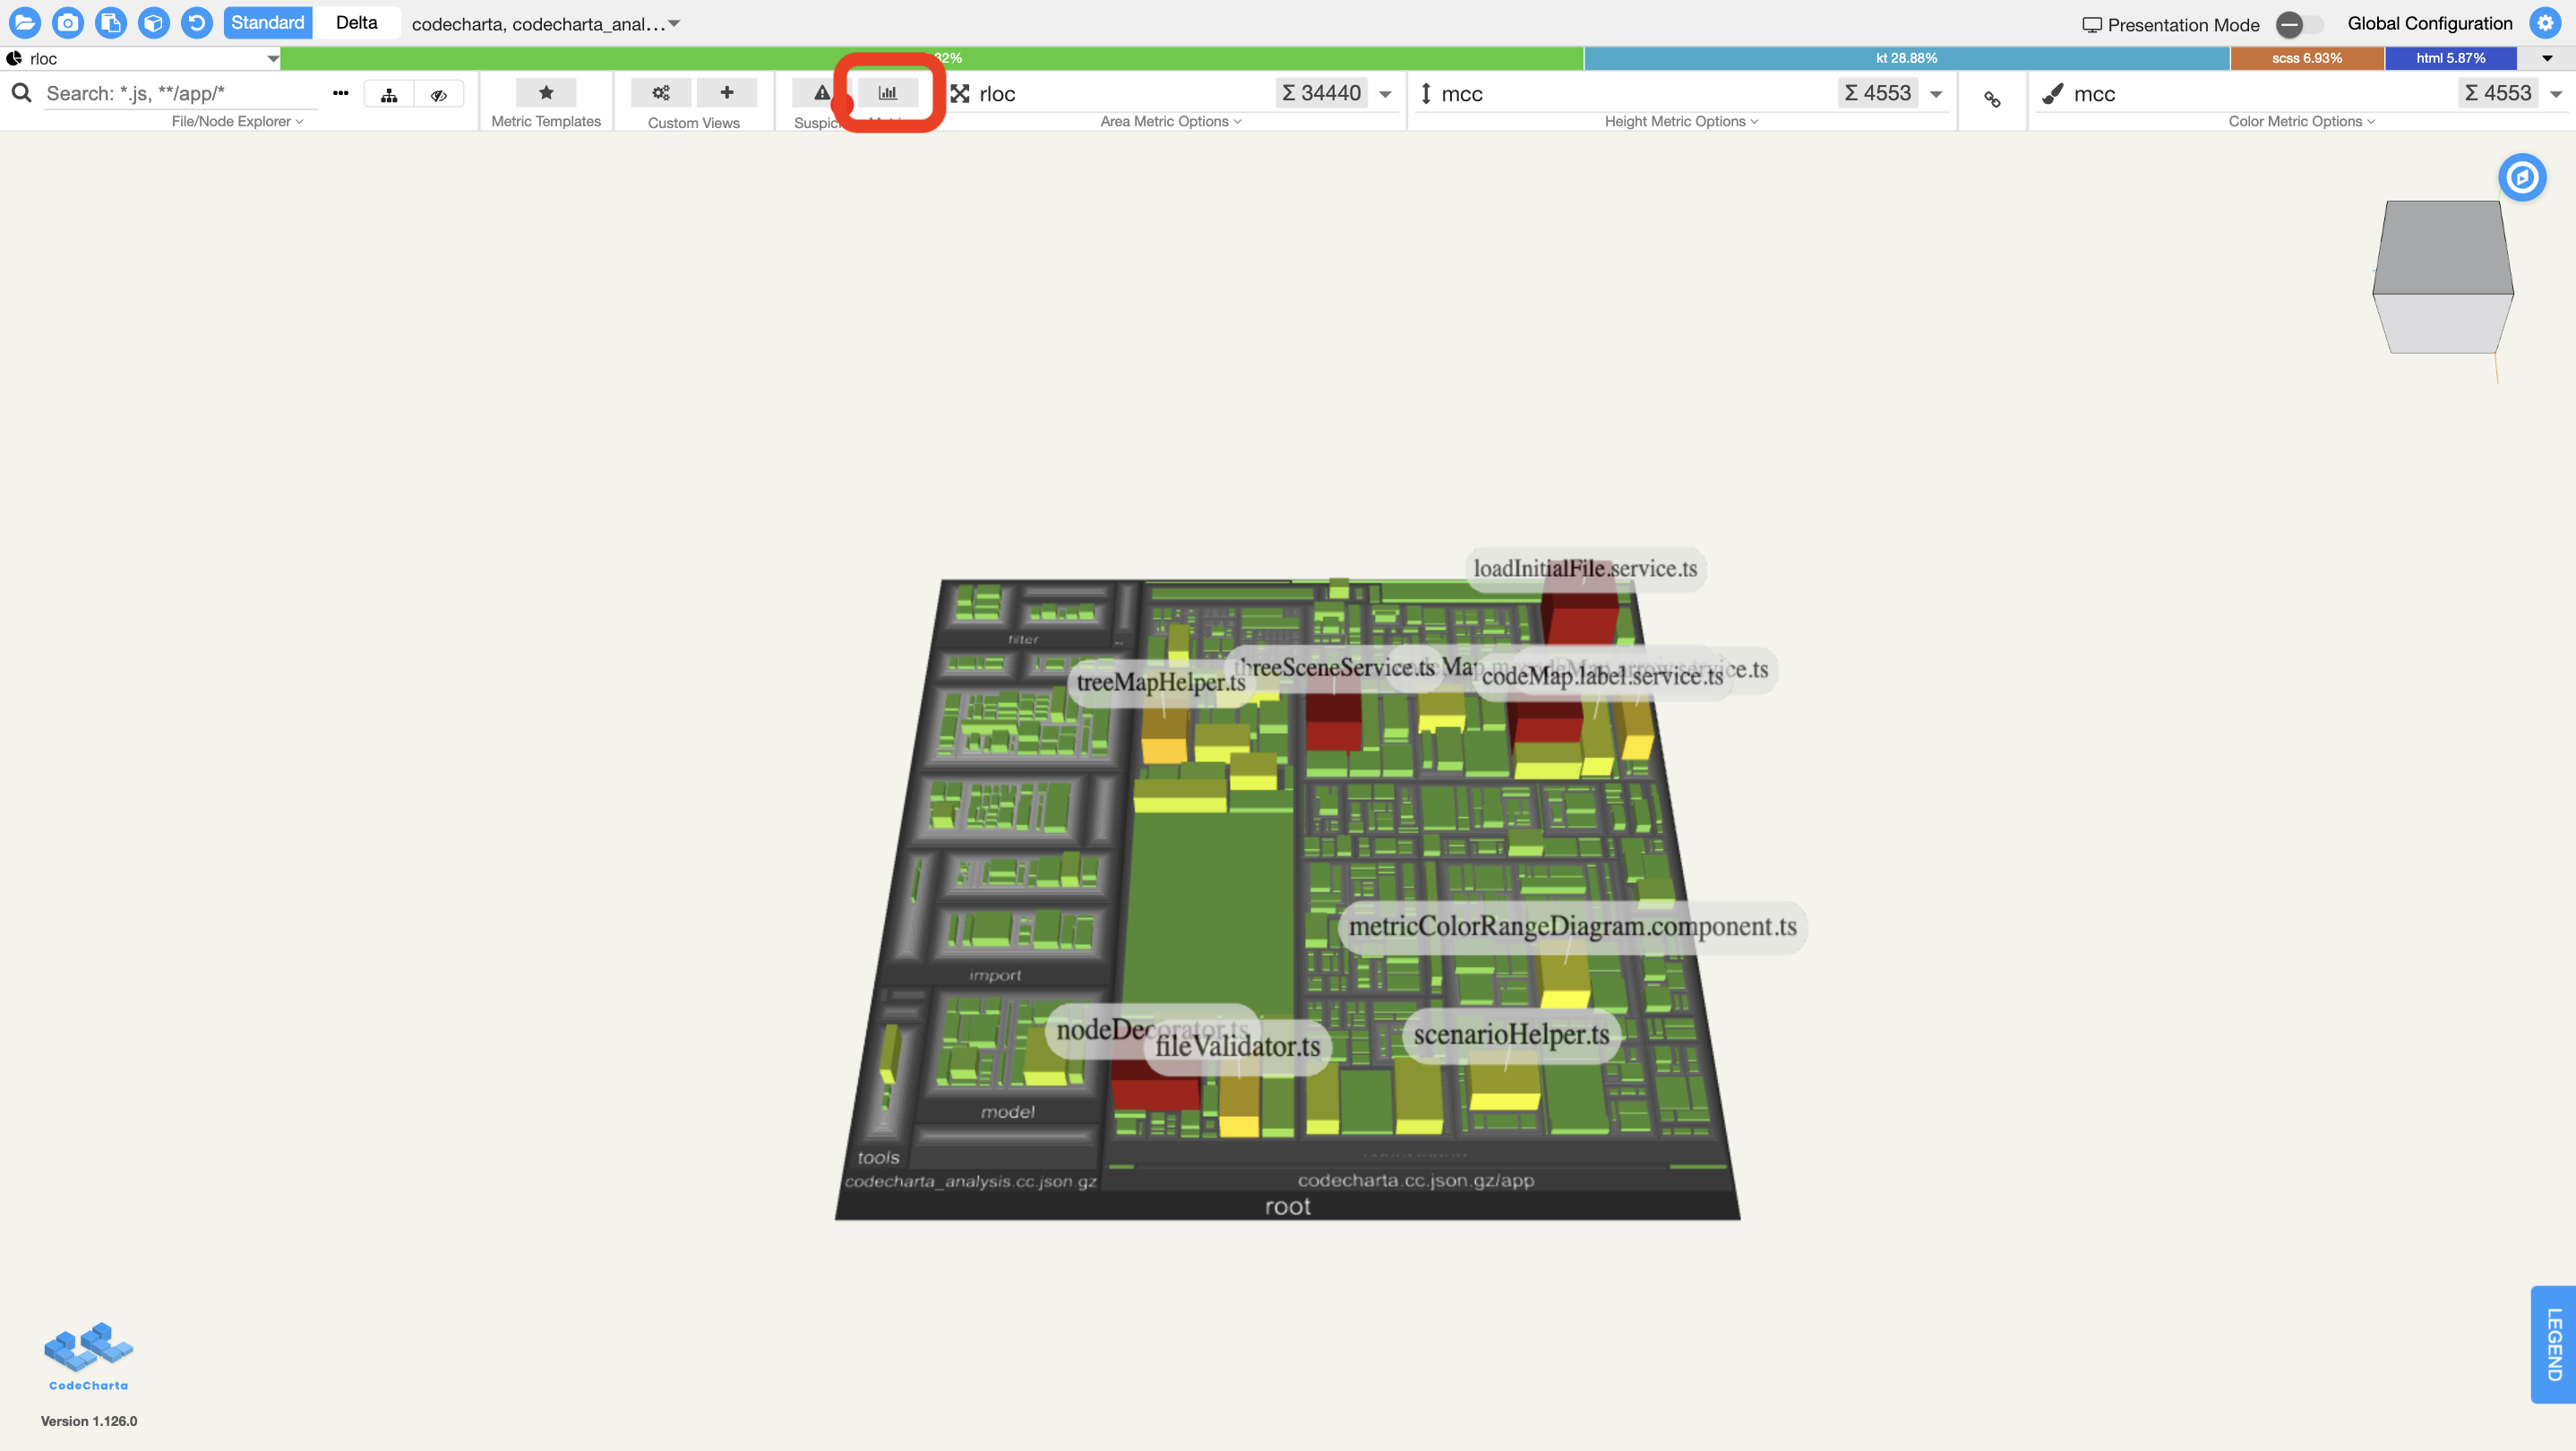 Standard Delta codecharta, codecharta_anal... Presentation Mode Global Configuration
rloc 32% kt 28.88% scss 6.93% html 5.87%
Search: *.js, **/app/* rloc Σ 34440 mcc Σ 4553 mcc Σ 4553
File/Node Explorer Metric Templates Custom Views Area Metric Options Height Metric Options Color Metric Options
loadInitialFile.service.ts
filter
threeSceneService.ts
treeMapHelper.ts codeMap.label.service.ts
metricColorRangeDiagram.component.ts
import
nodeDecorator.ts
fileValidator.ts scenarioHelper.ts
model
tools
codecharta_analysis.cc.json.gz codecharta.cc.json.gz/app
root
LEGEND
CodeCharta
Version 1.126.0